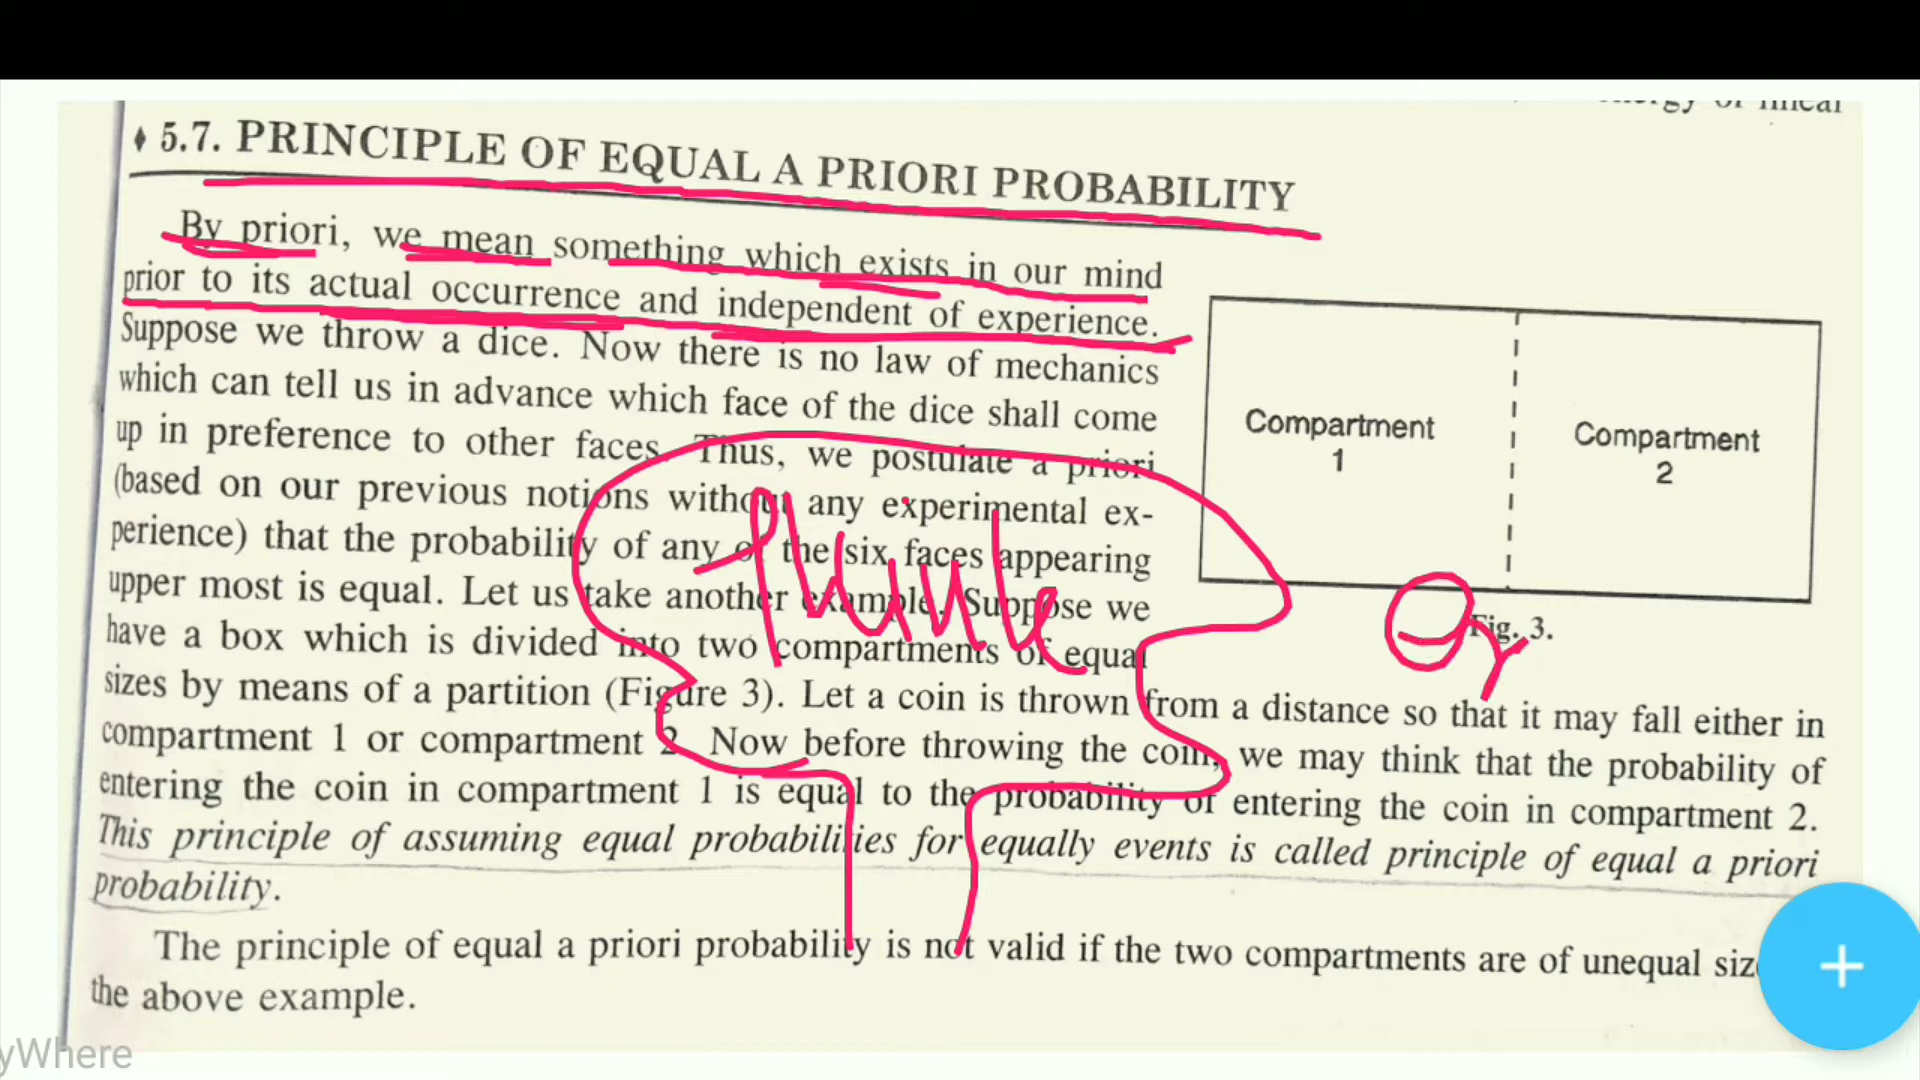 energy of linear
♦ 5.7. PRINCIPLE OF EQUAL A PRIORI PROBABILITY
By priori, we mean something which exists in our mind
prior to its actual occurrence and independent of experience.
Suppose we throw a dice. Now there is no law of mechanics
which can tell us in advance which face of the dice shall come
up in preference to other faces. Thus, we postulate a priori
(based on our previous notions without any experimental ex-
perience) that the probability of any of the six faces appearing
upper most is equal. Let us take another example. Suppose we
have a box which is divided into two compartments of equal
sizes by means of a partition (Figure 3). Let a coin is thrown from a distance so that it may fall either in
compartment 1 or compartment 2. Now before throwing the coin, we may think that the probability of
entering the coin in compartment 1 is equal to the probability of entering the coin in compartment 2.
This principle of assuming equal probabilities for equally events is called principle of equal a priori
probability.
The principle of equal a priori probability is not valid if the two compartments are of unequal
the above example.
Compartment
1
Compartment
2
Fig. 3.
yWhere